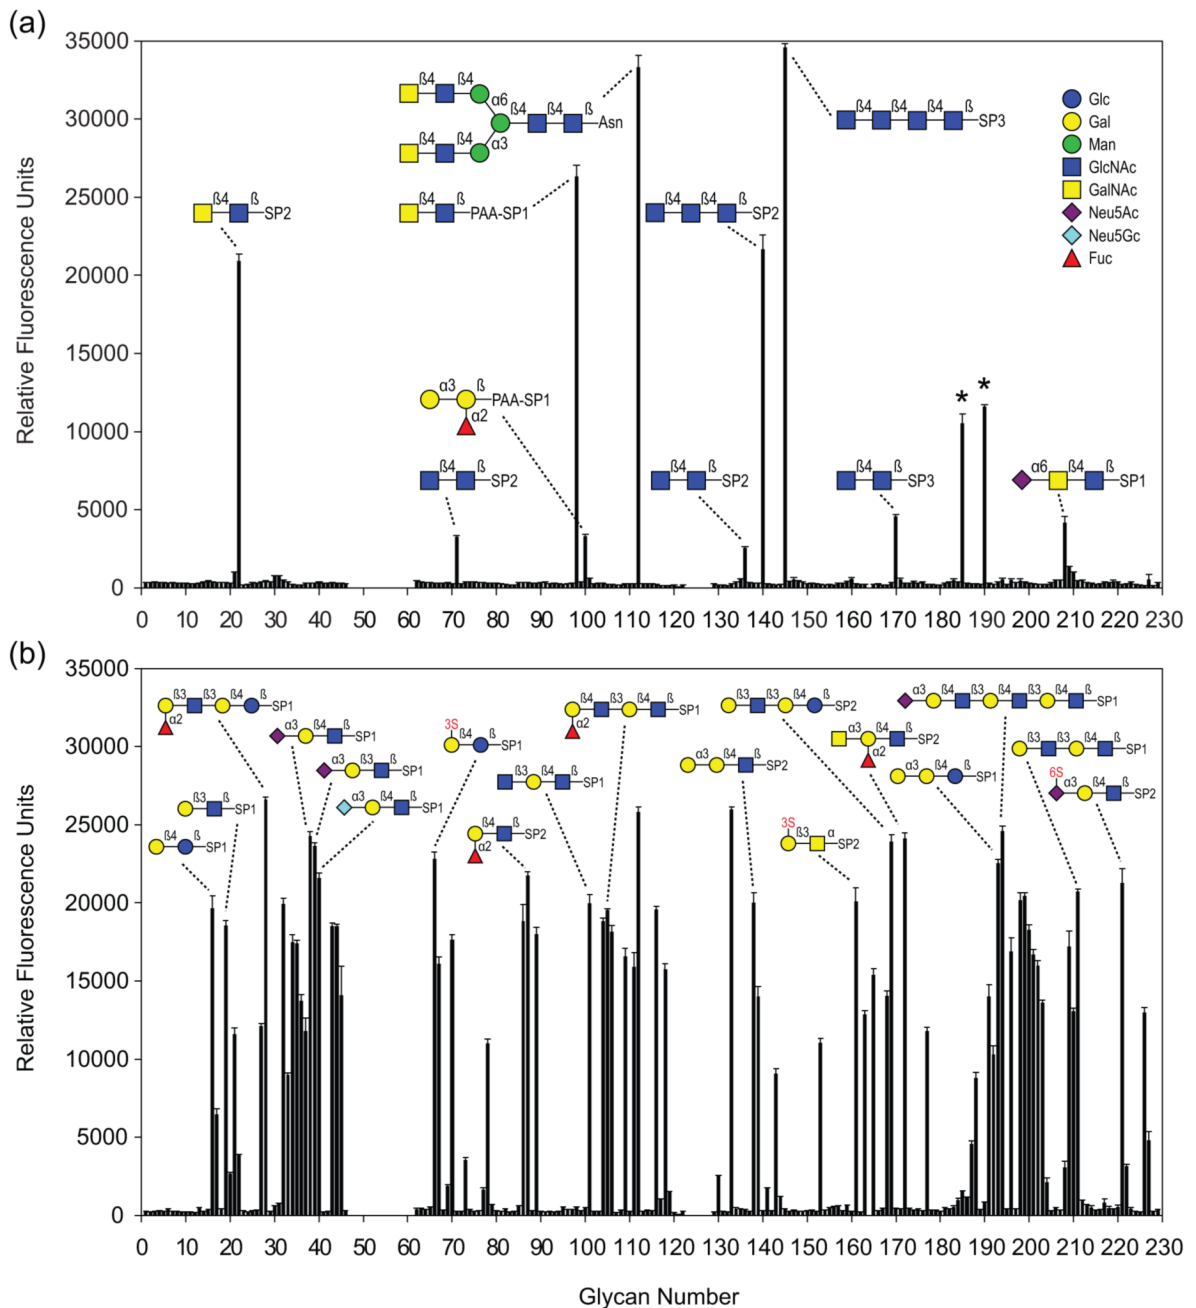 (a)
Relative Fluorescence Units
35000
30000
25000
20000
15000
10000
5000
0
0 10 20 30 40 50 60 70 80 90 100 110 120 130 140 150 160 170 180 190 200 210 220 230
ß4 ß4
α6
ß4 ß4 ß
Asn
ß4 ß4
α3
ß4 ß
SP2
ß4 ß
PAA-SP1
α3 ß
PAA-SP1
α2
ß4 ß
SP2
ß4 ß4 ß4 ß
SP3
ß4 ß4 ß
SP2
ß4 ß
SP2
ß4 ß
SP3
*
*
α6 ß4 ß
SP1
Glc
Gal
Man
GlcNAc
GalNAc
Neu5Ac
Neu5Gc
Fuc
(b)
Relative Fluorescence Units
35000
30000
25000
20000
15000
10000
5000
0
0 10 20 30 40 50 60 70 80 90 100 110 120 130 140 150 160 170 180 190 200 210 220 230
Glycan Number
ß3 ß3 ß4 ß
SP1
α2
α3 ß4 ß
SP1
α3 ß3 ß
SP1
ß3 ß
SP1
α3 ß4 ß
SP1
ß4 ß
SP1
3S
ß4 ß
SP1
ß4 ß3 ß4 ß
SP1
α2
ß3 ß4 ß
SP1
ß4 ß
SP2
α2
ß3 ß3 ß4 ß
SP2
α3 ß4 ß
SP2
α2
α3 α3 ß
SP2
3S
ß3 α
SP2
α3 ß4 ß3 ß4 ß3 ß4 ß
SP1
ß3 ß3 ß4 ß
SP1
α3 α4 ß4 ß
SP1
6S
α3 ß4 ß
SP2